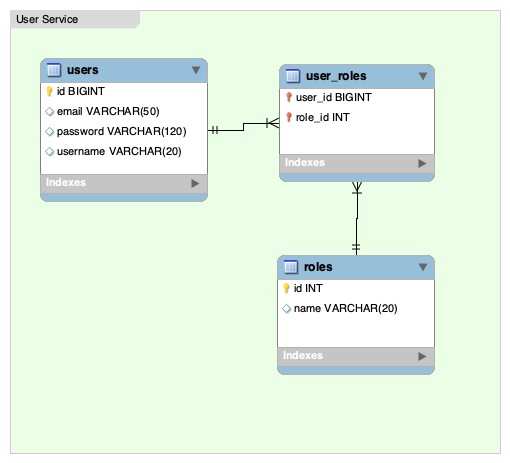 User Service
users
id BIGINT
email VARCHAR(50)
password VARCHAR(120)
username VARCHAR(20)
Indexes
user_roles
user_id BIGINT
role_id INT
Indexes
roles
id INT
name VARCHAR(20)
Indexes